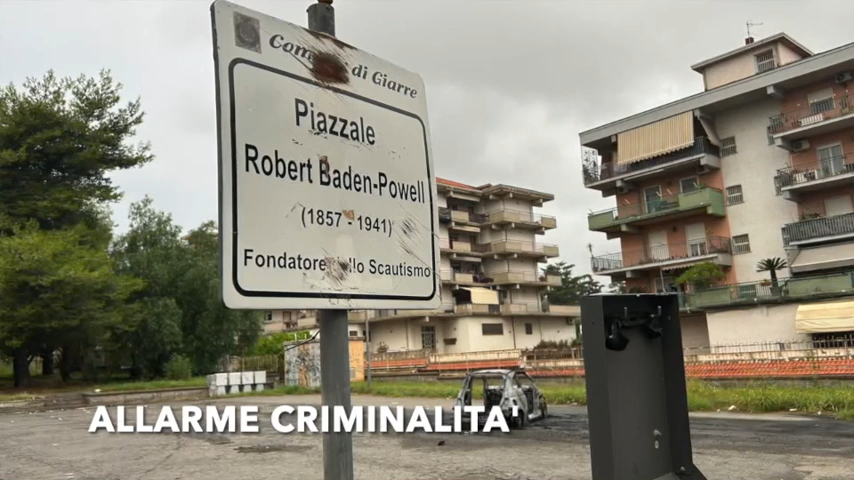 di Giarre
Piazzale
Robert Baden-Powell
(1857 - 1941)
Fondatore Scautismo
ALLARME CRIMINALITA'